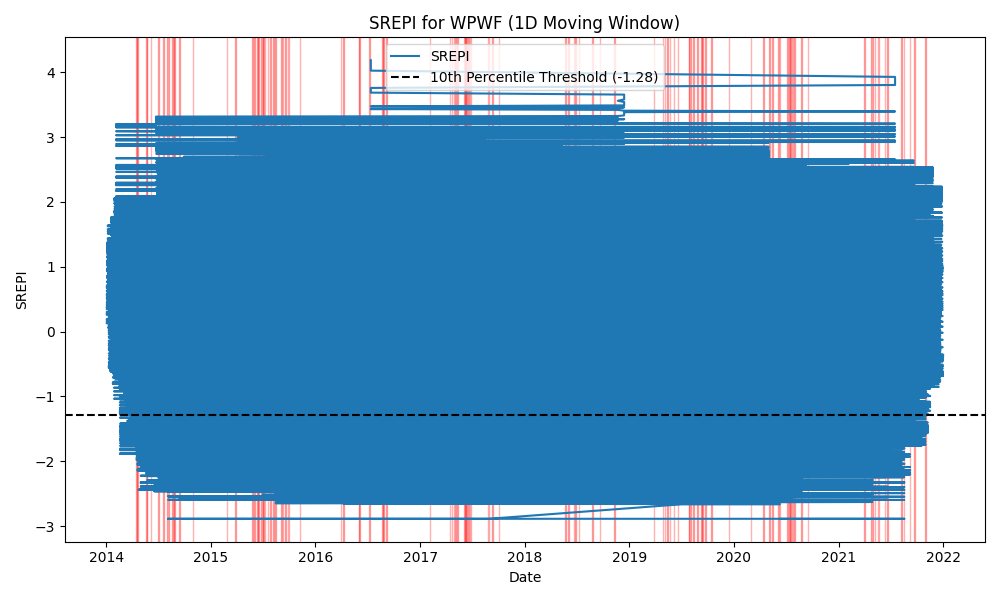 SREPI for WPWF (1D Moving Window)
SREPI
10th Percentile Threshold (-1.28)
4
3
2
1
0
−1
−2
−3
SREPI
2014 2015 2016 2017 2018 2019 2020 2021 2022
Date